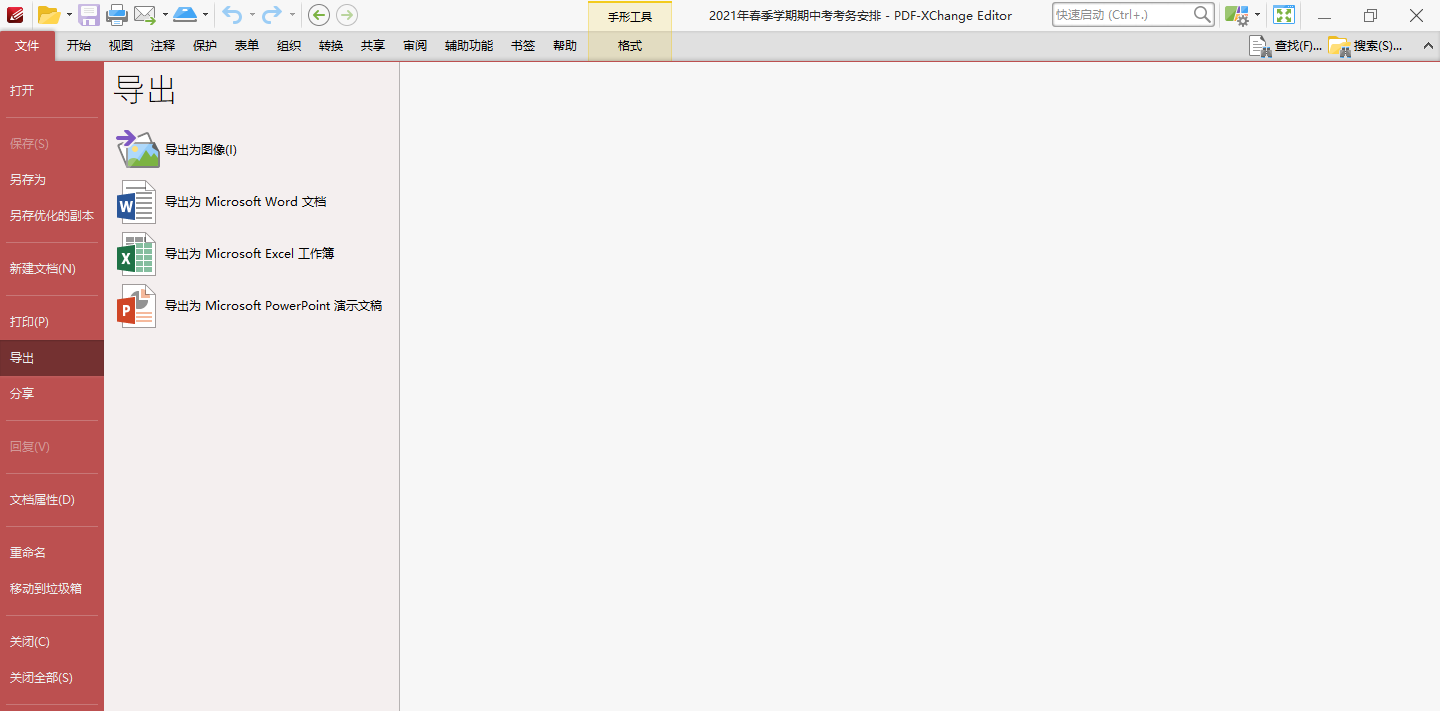 手形工具
2021年春季学期期中考考务安排 - PDF-XChange Editor
快速启动 (Ctrl+.)
文件 开始 视图 注释 保护 表单 组织 转换 共享 审阅 辅助功能 书签 帮助 格式 查找(F)... 搜索(S)...
打开
保存(S)
另存为
另存优化的副本
新建文档(N)
打印(P)
导出
分享
回复(V)
文档属性(D)
重命名
移动到垃圾箱
关闭(C)
关闭全部(S)
导出
导出为图像(I)
W
导出为 Microsoft Word 文档
X
导出为 Microsoft Excel 工作簿
P
导出为 Microsoft PowerPoint 演示文稿